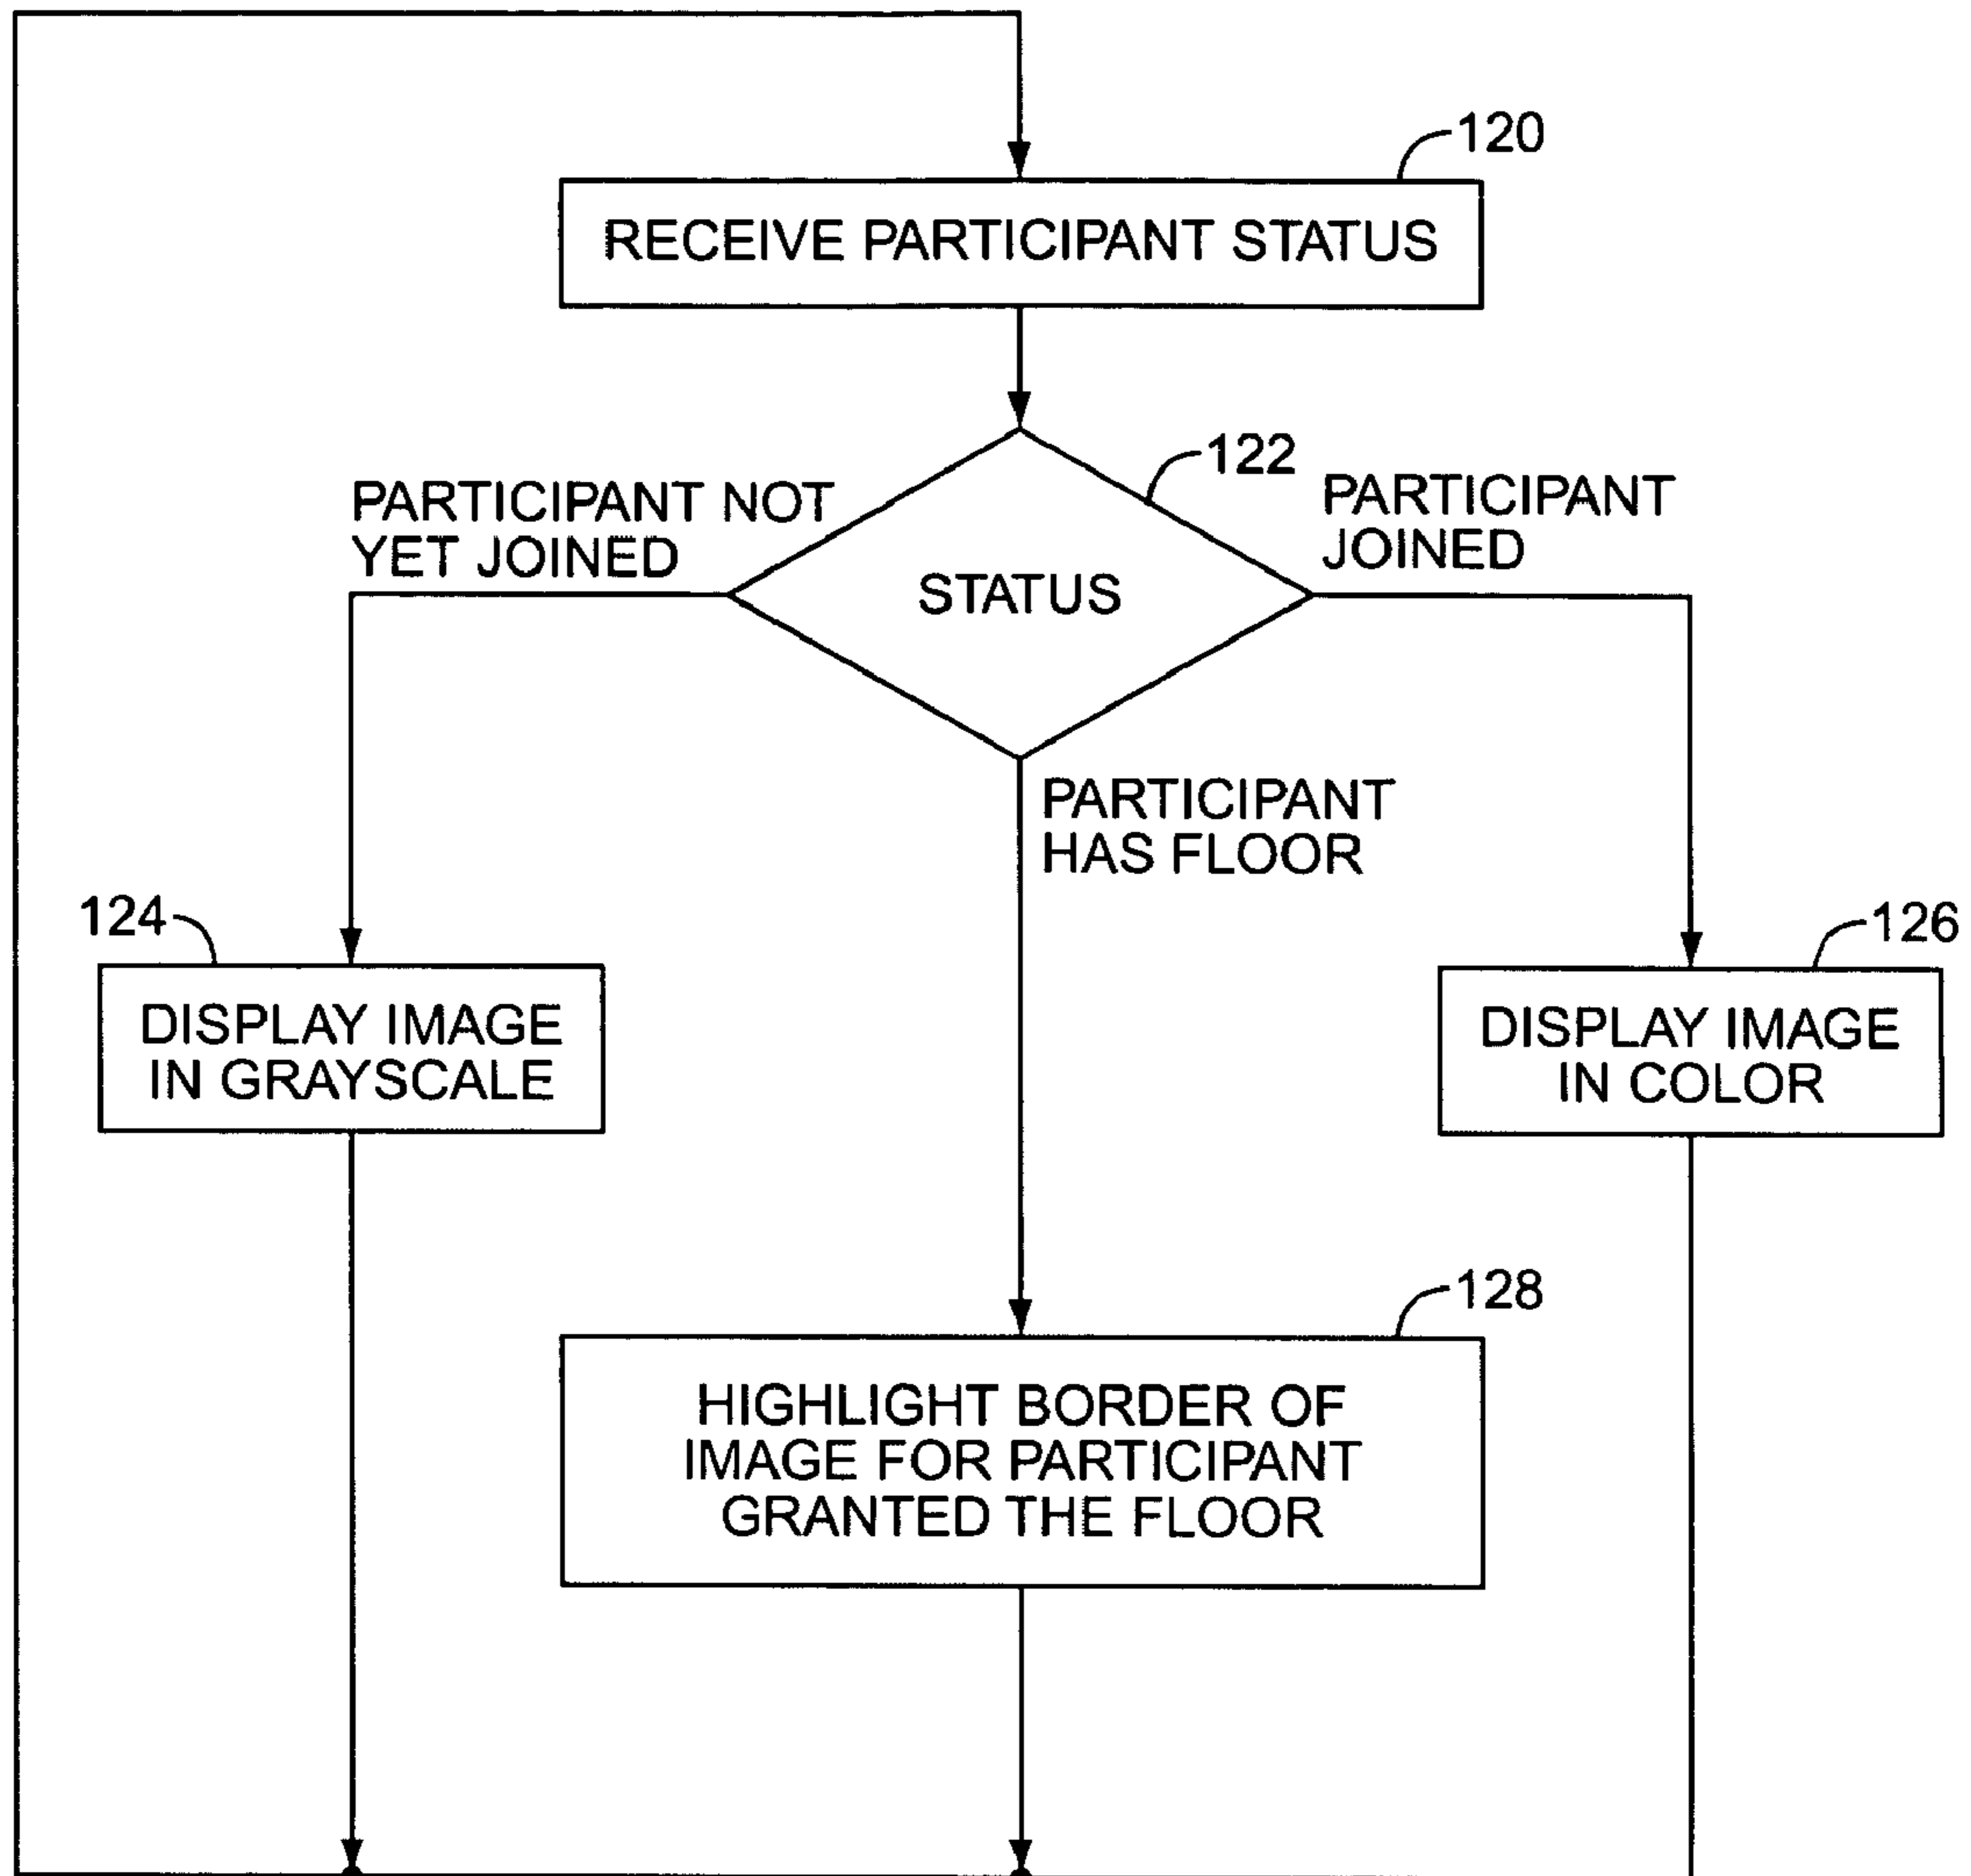 120
RECEIVE PARTICIPANT STATUS
122
PARTICIPANT NOT
YET JOINED
STATUS
PARTICIPANT
JOINED
PARTICIPANT
HAS FLOOR
124
DISPLAY IMAGE
IN GRAYSCALE
126
DISPLAY IMAGE
IN COLOR
128
HIGHLIGHT BORDER OF
IMAGE FOR PARTICIPANT
GRANTED THE FLOOR